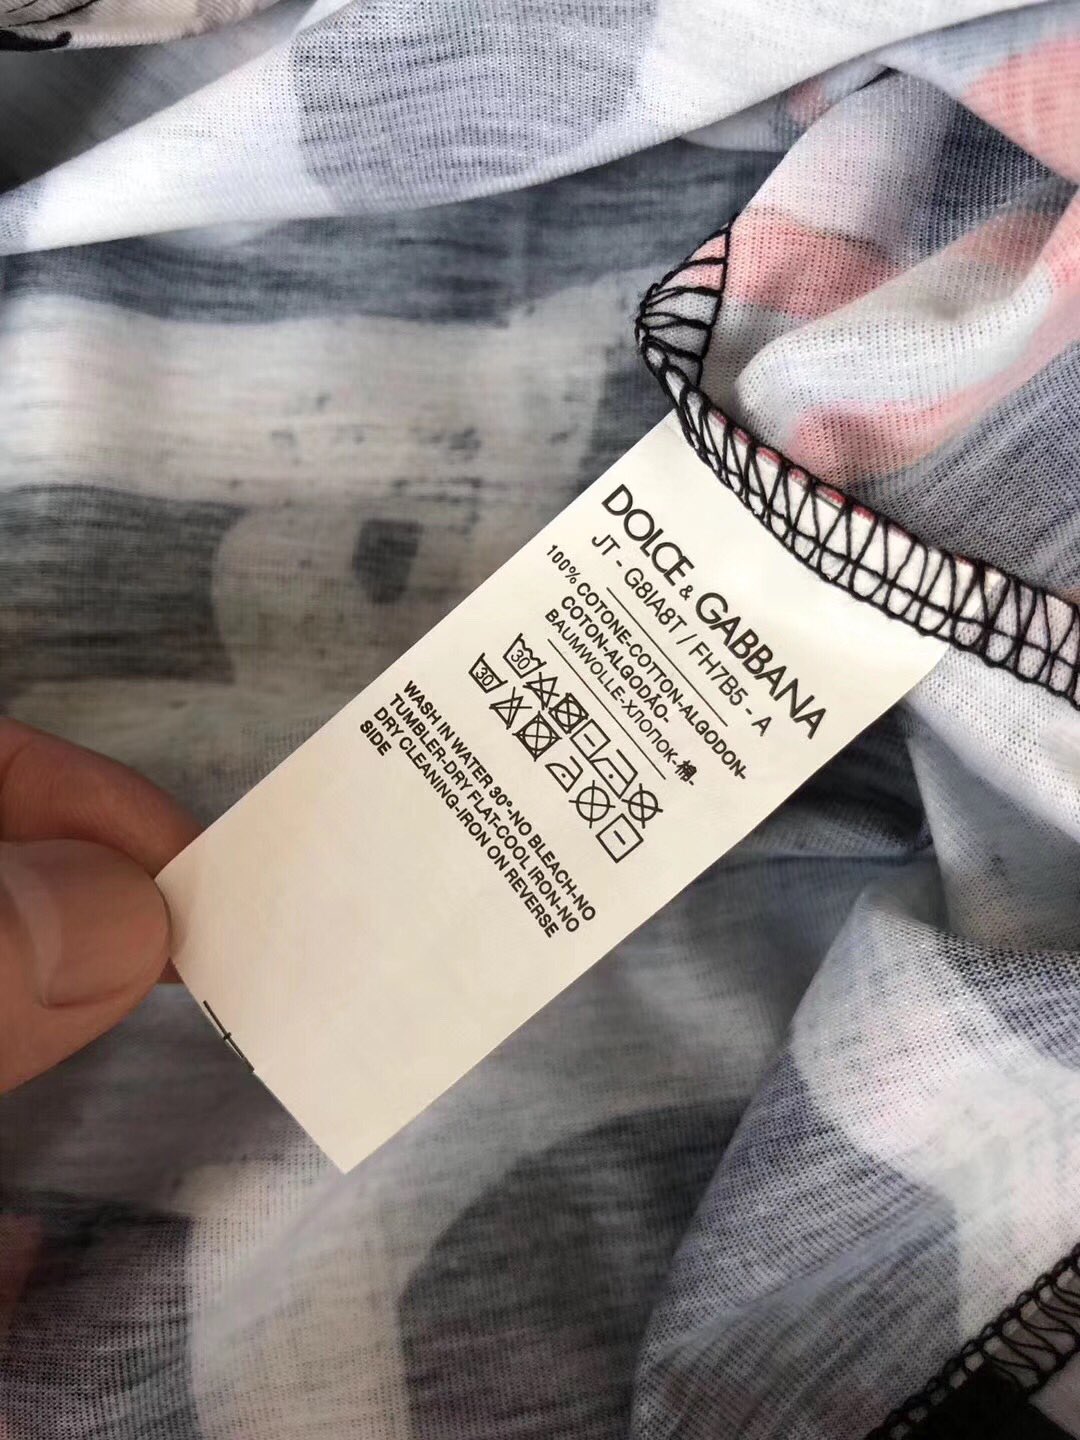 DOLCE & GABBANA
JT - G8IA8T / FH7B5 - A
100% COTONE-COTTON-ALGODON-
COTON-ALGODÃO-
BAUMWOLLE-ХЛОПОК-棉-
30
30
WASH IN WATER 30°-NO BLEACH-NO
TUMBLER-DRY FLAT-COOL IRON-NO
DRY CLEANING-IRON ON REVERSE
SIDE